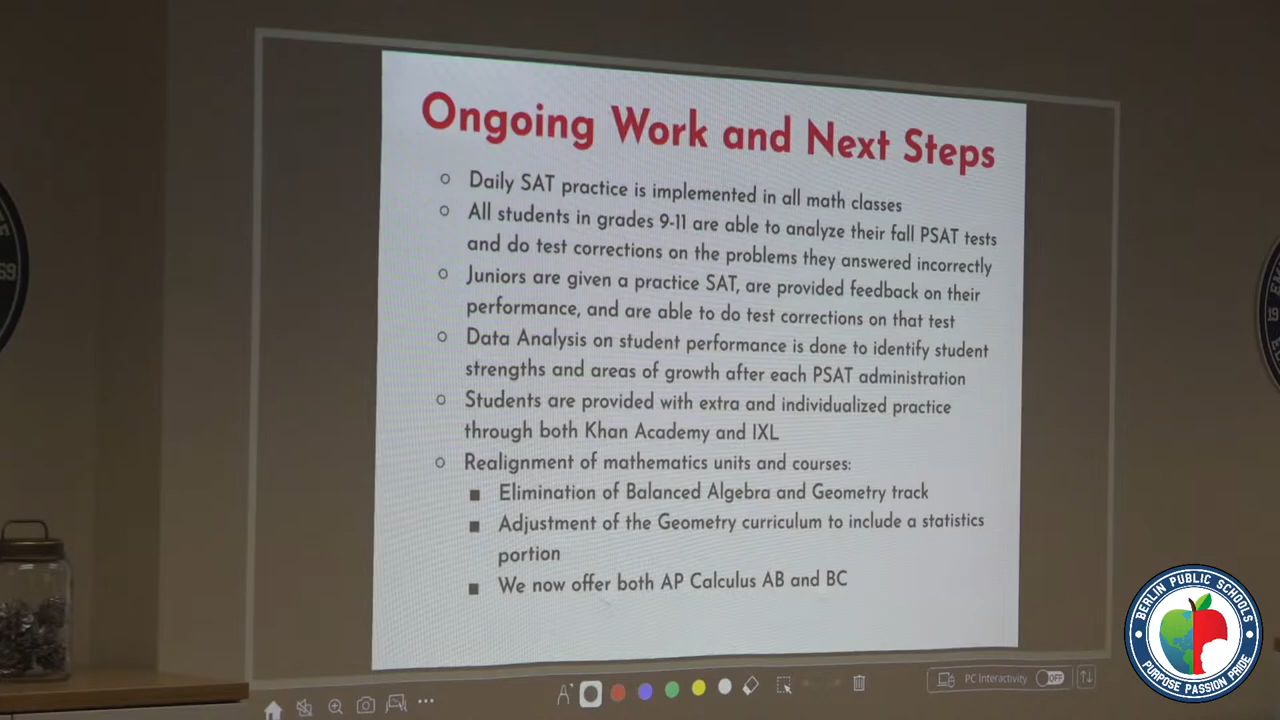 Ongoing Work and Next Steps
Daily SAT practice is implemented in all math classes
All students in grades 9-11 are able to analyze their fall PSAT tests
and do test corrections on the problems they answered incorrectly
Juniors are given a practice SAT, are provided feedback on their
performance, and are able to do test corrections on that test
Data Analysis on student performance is done to identify student
strengths and areas of growth after each PSAT administration
Students are provided with extra and individualized practice
through both Khan Academy and IXL
Realignment of mathematics units and courses:
Elimination of Balanced Algebra and Geometry track
Adjustment of the Geometry curriculum to include a statistics
portion
We now offer both AP Calculus AB and BC
PC Interactivity OFF
BERLIN PUBLIC SCHOOLS
PURPOSE PASSION PRIDE